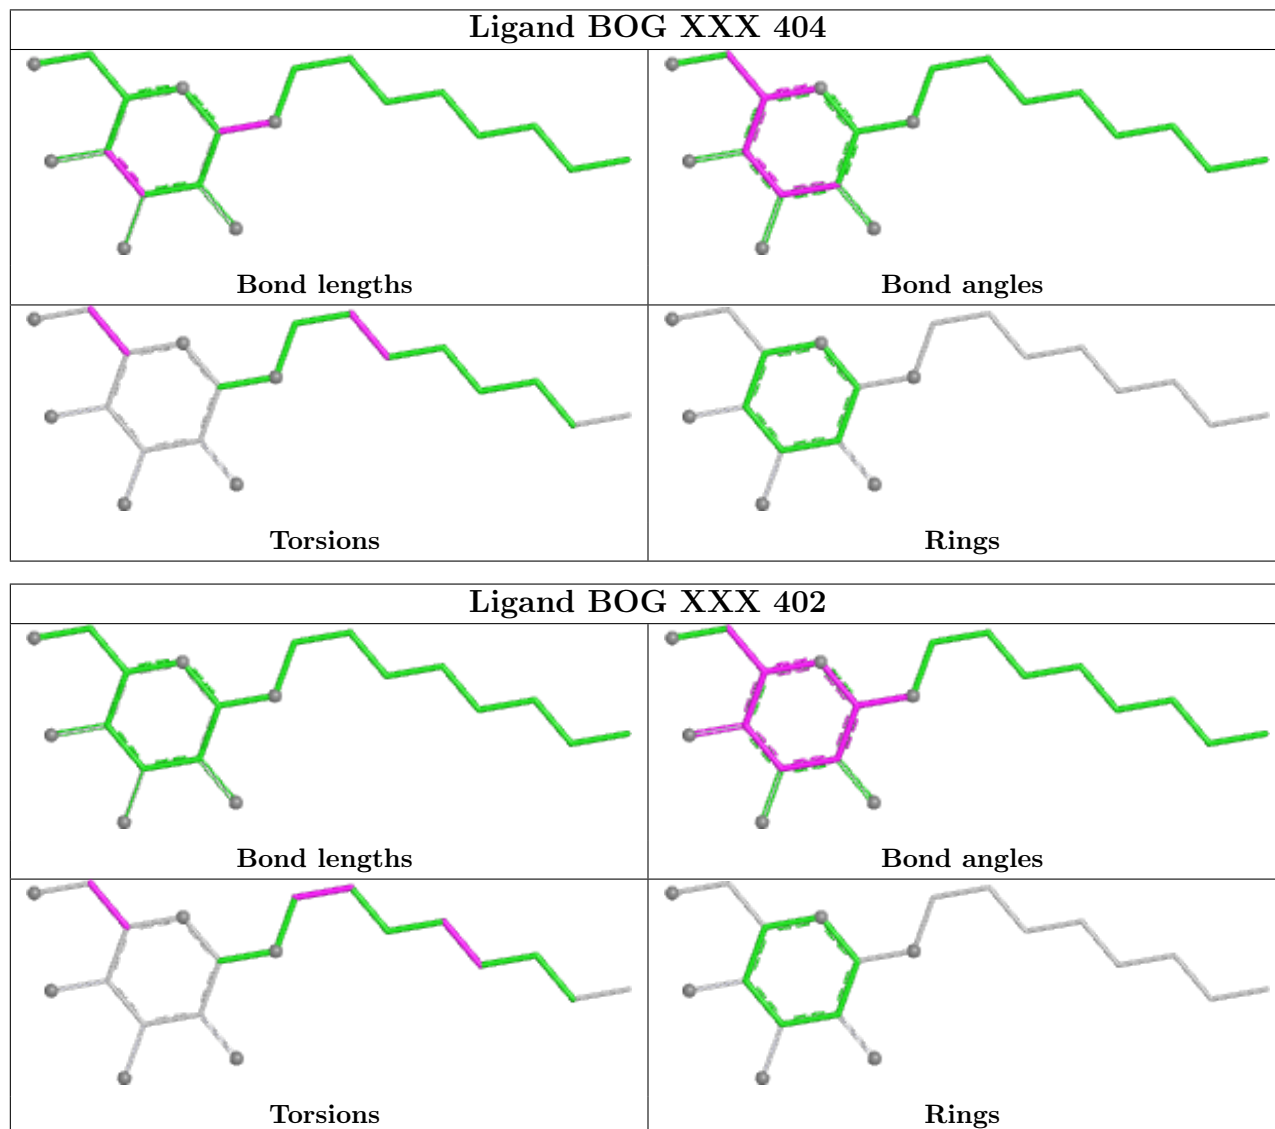 Ligand BOG XXX 404
Bond lengths
Bond angles
Torsions
Rings
Ligand BOG XXX 402
Bond lengths
Bond angles
Torsions
Rings